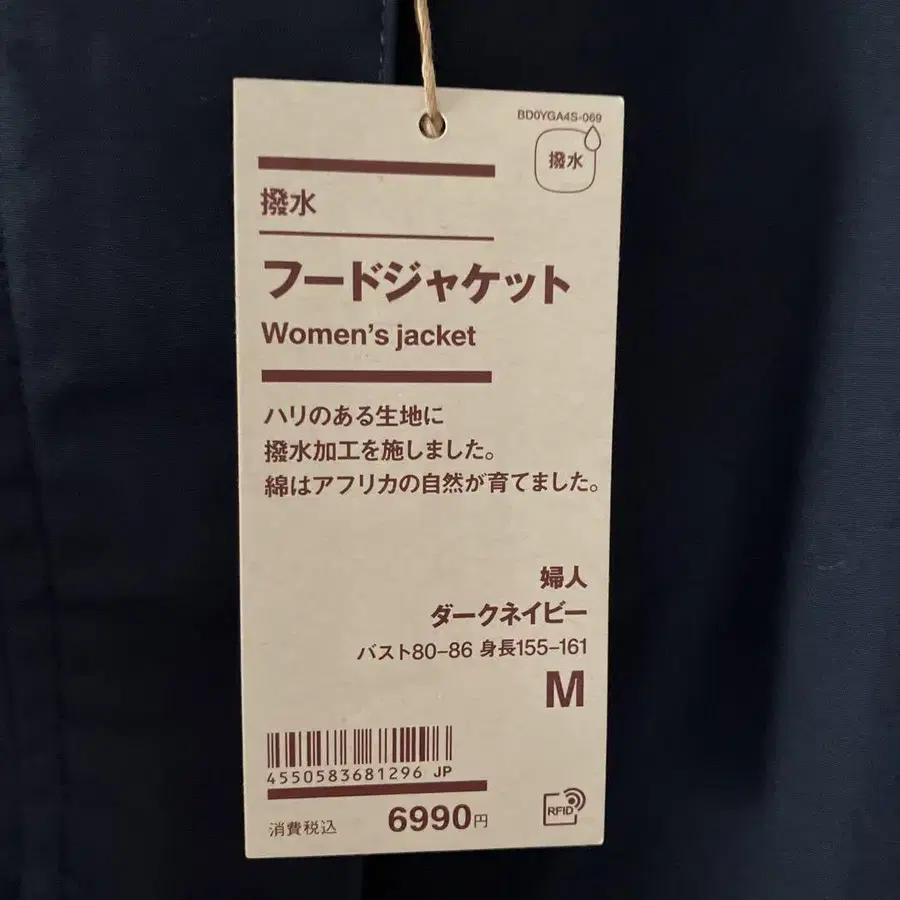 BD0YGA4S-069
撥水
撥水
フードジャケット
Women's jacket
ハリのある生地に
撥水加工を施しました。
綿はアフリカの自然が育てました。
婦人
ダークネイビー
バスト80-86 身長155-161
M
4550583681296 JP
消費税込 6990円
RFID